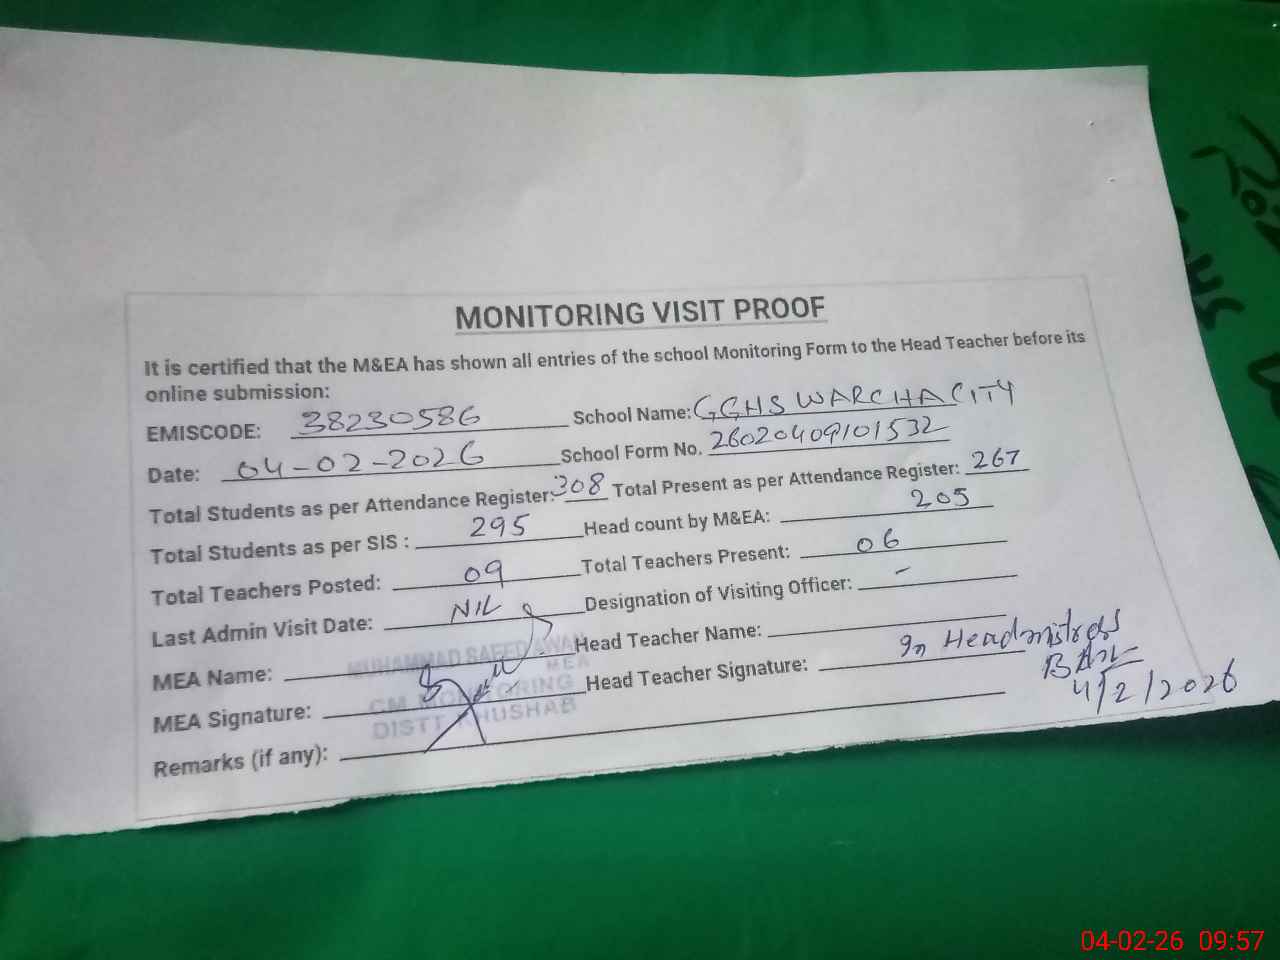 MONITORING VISIT PROOF
It is certified that the M&EA has shown all entries of the school Monitoring Form to the Head Teacher before its
online submission:
EMISCODE: 38230586 School Name: GGHS WARCHA CITY
Date: 04-02-2026 School Form No. 26020409101532
Total Students as per Attendance Register: 308 Total Present as per Attendance Register: 267
Total Students as per SIS : 295 Head count by M&EA: 205
Total Teachers Posted: 09 Total Teachers Present: 06
Last Admin Visit Date: NIL Designation of Visiting Officer: -
MEA Name: MUHAMMAD SAEED AWAN Head Teacher Name:
MEA
MEA Signature: CM MONITORING Head Teacher Signature: In Headmistress
DISTT KHUSHAB
4/2/2026
Remarks (if any):
04-02-26 09:57